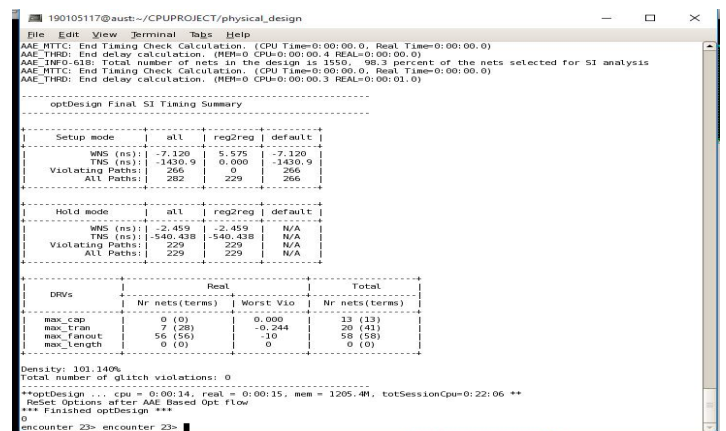 190105117@aust:~/CPUPROJECT/physical_design
File Edit View Terminal Tabs Help
AAE_MTTC: End Timing Check Calculation. (CPU Time=0:00:00.0, Real Time=0:00:00.0)
AAE_THRD: End delay calculation. (MEM=0 CPU=0:00:00.4 REAL=0:00:00.0)
AAE_INFO-618: Total number of nets in the design is 1550, 98.3 percent of the nets selected for SI analysis
AAE_MTTC: End Timing Check Calculation. (CPU Time=0:00:00.0, Real Time=0:00:00.0)
AAE_THRD: End delay calculation. (MEM=0 CPU=0:00:00.3 REAL=0:00:01.0)
------------------------------------------------------------
optDesign Final SI Timing Summary
------------------------------------------------------------
+--------------------+---------+---------+---------+
| Setup mode | all | reg2reg | default |
+--------------------+---------+---------+---------+
| WNS (ns):| -7.120 | 5.575 | -7.120 |
| TNS (ns):| -1430.9 | 0.000 | -1430.9 |
| Violating Paths:| 266 | 0 | 266 |
| All Paths:| 282 | 229 | 266 |
+--------------------+---------+---------+---------+
+--------------------+---------+---------+---------+
| Hold mode | all | reg2reg | default |
+--------------------+---------+---------+---------+
| WNS (ns):| -2.459 | -2.459 | N/A |
| TNS (ns):|-540.438 |-540.438 | N/A |
| Violating Paths:| 229 | 229 | N/A |
| All Paths:| 229 | 229 | N/A |
+--------------------+---------+---------+---------+
+----------------+-------------------------------+------------------+
| | Real | Total |
| DRVs +------------------+------------+------------------|
| | Nr nets(terms) | Worst Vio | Nr nets(terms) |
+----------------+------------------+------------+------------------+
| max_cap | 0 (0) | 0.000 | 13 (13) |
| max_tran | 7 (28) | -0.244 | 20 (41) |
| max_fanout | 56 (56) | -10 | 58 (58) |
| max_length | 0 (0) | 0 | 0 (0) |
+----------------+------------------+------------+------------------+
Density: 101.140%
Total number of glitch violations: 0
------------------------------------------------------------
**optDesign ... cpu = 0:00:14, real = 0:00:15, mem = 1205.4M, totSessionCpu=0:22:06 **
ReSet Options after AAE Based Opt flow
*** Finished optDesign ***
0
encounter 23> encounter 23>